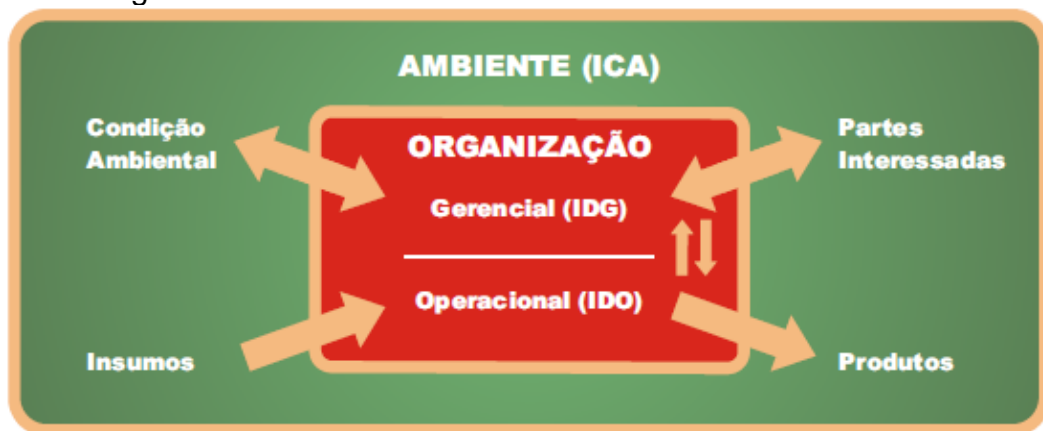 AMBIENTE (ICA)
Condição
Ambiental
ORGANIZAÇÃO
Gerencial (IDG)
Operacional (IDO)
Partes
Interessadas
Insumos
Produtos